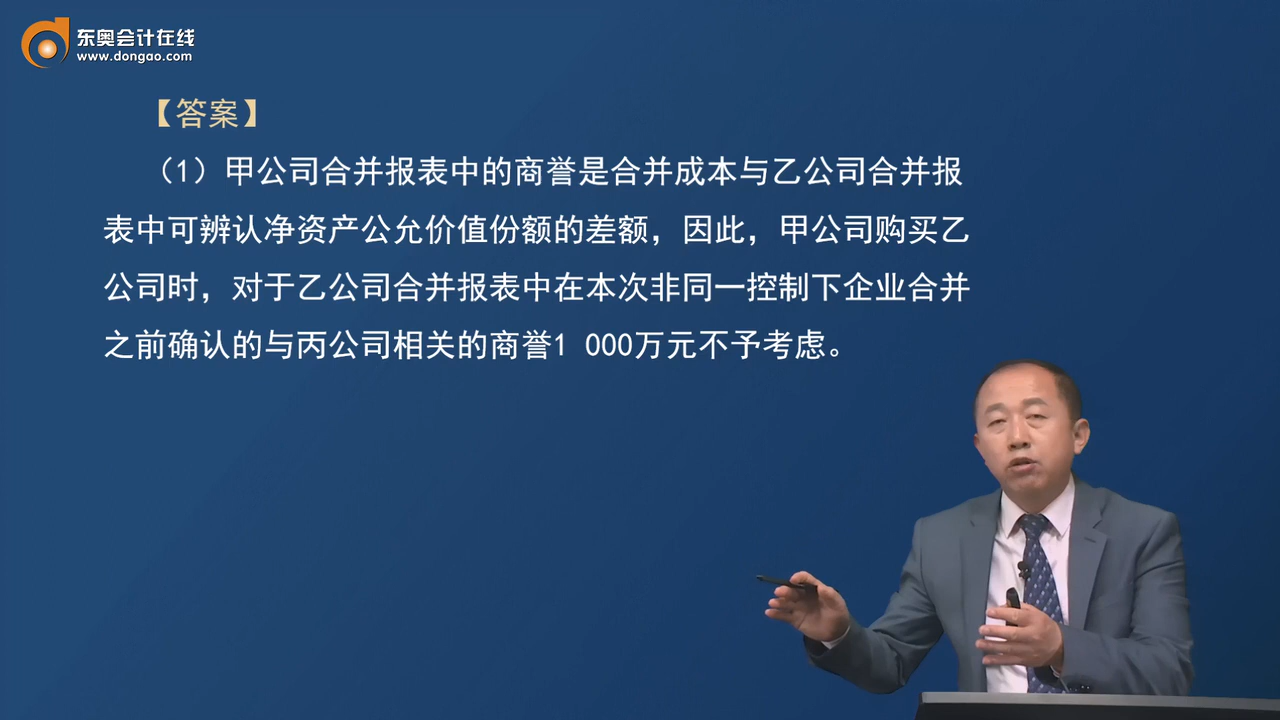 东奥会计在线
www.dongao.com
【答案】
（1）甲公司合并报表中的商誉是合并成本与乙公司合并报
表中可辨认净资产公允价值份额的差额，因此，甲公司购买乙
公司时，对于乙公司合并报表中在本次非同一控制下企业合并
之前确认的与丙公司相关的商誉1 000万元不予考虑。